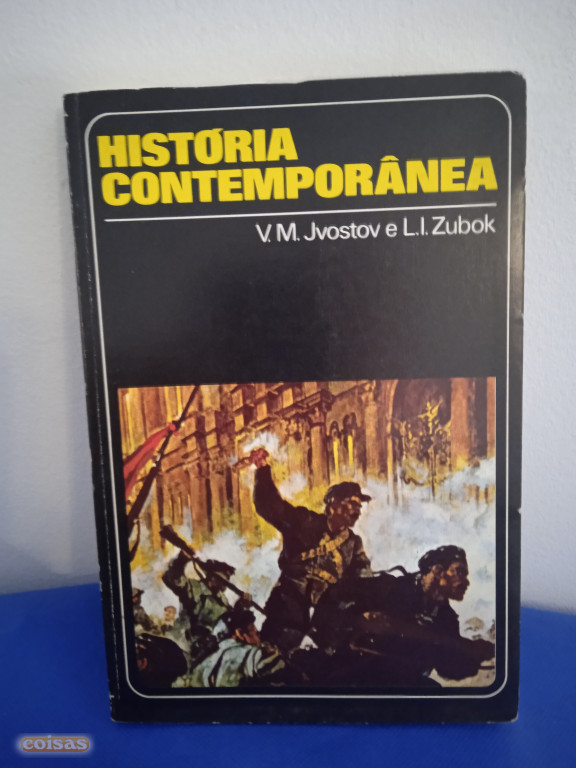 HISTÓRIA
CONTEMPORÂNEA
V. M. Jvostov e L.I. Zubok
coisas